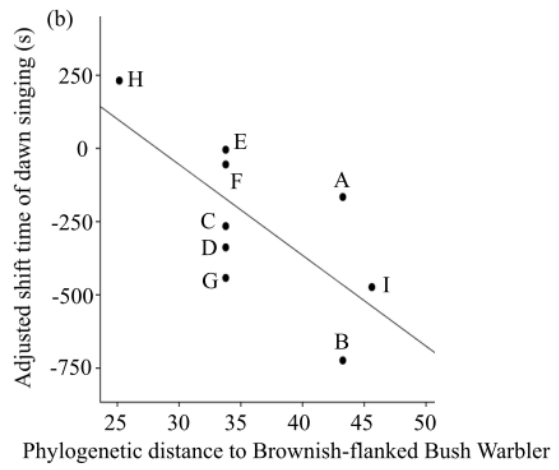 (b)
Adjusted shift time of dawn singing (s)
250
0
-250
-500
-750
H
E
F
A
C
D
G
I
B
25 30 35 40 45 50
Phylogenetic distance to Brownish-flanked Bush Warbler